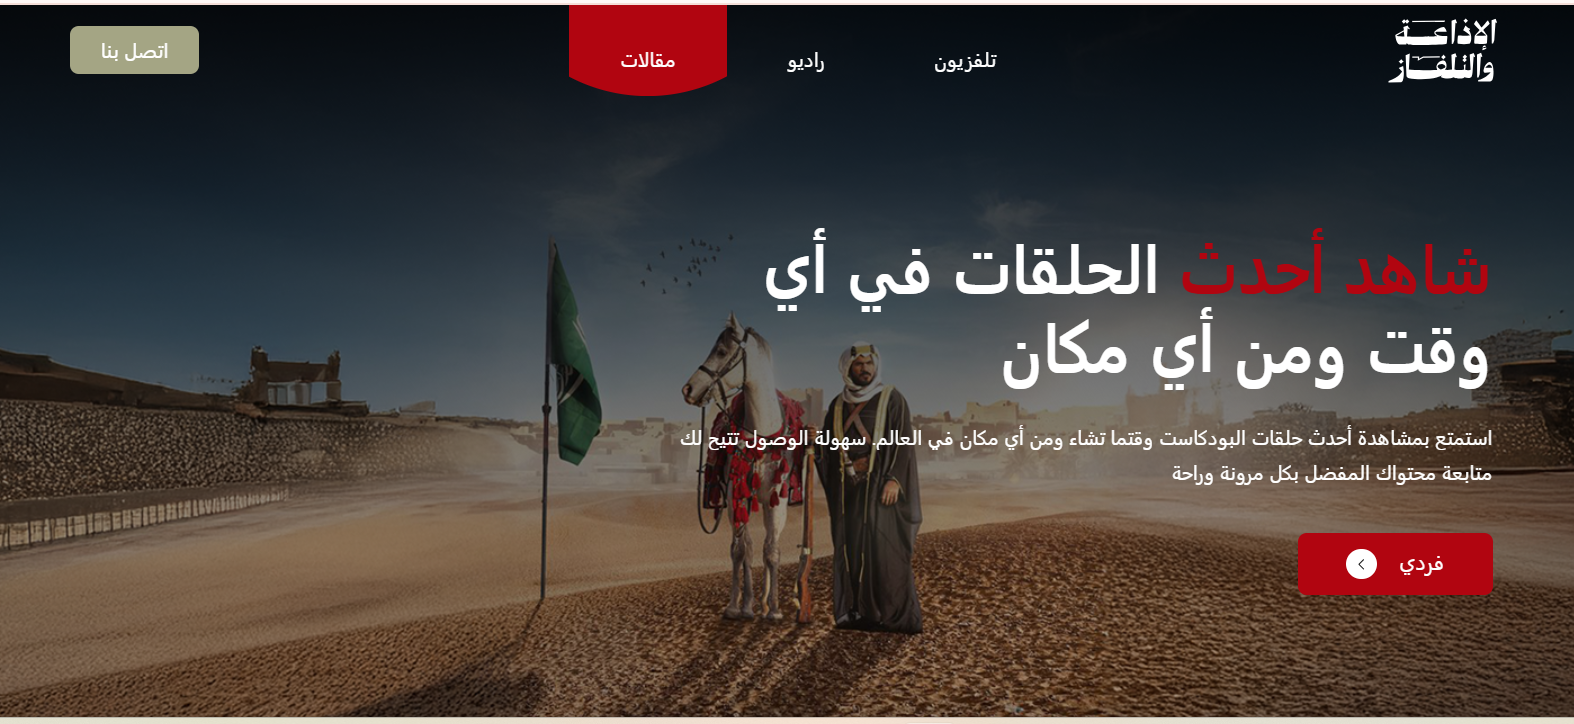 الإذاعة
والتلفاز
تلفزيون
راديو
مقالات
اتصل بنا
شاهد أحدث الحلقات في أي
وقت ومن أي مكان
استمتع بمشاهدة أحدث حلقات البودكاست وقتما تشاء ومن أي مكان في العالم. سهولة الوصول تتيح لك
متابعة محتواك المفضل بكل مرونة وراحة
فردي